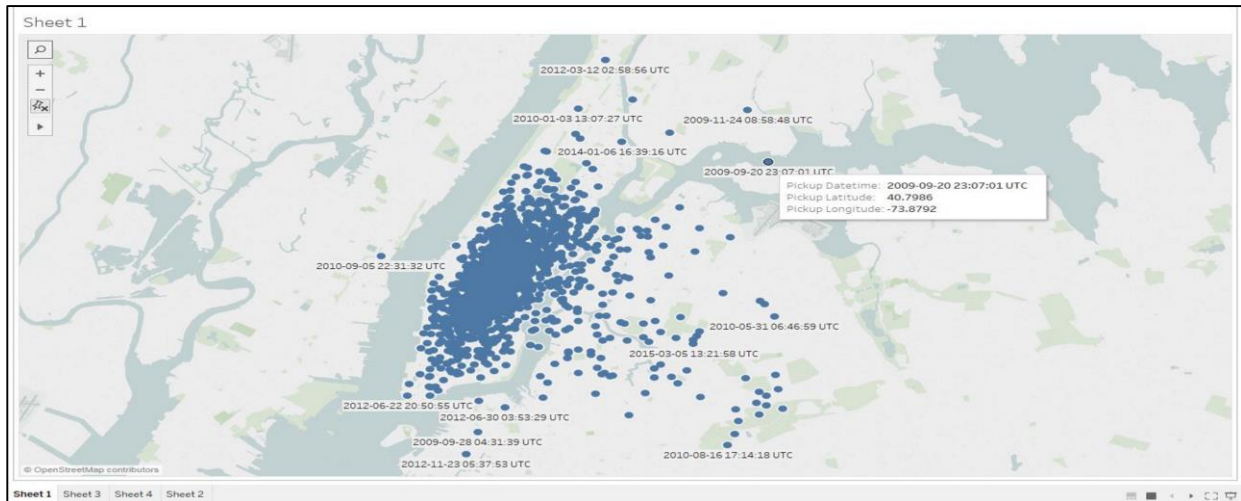 Sheet 1
2012-03-12 02:58:56 UTC
2010-01-03 13:07:27 UTC
2009-11-24 08:58:48 UTC
2014-01-06 16:39:16 UTC
2009-09-20 23:07:01 UTC
Pickup Datetime: 2009-09-20 23:07:01 UTC
Pickup Latitude: 40.7986
Pickup Longitude: -73.8792
2010-09-05 22:31:32 UTC
2010-05-31 06:46:59 UTC
2015-03-05 13:21:58 UTC
2012-06-22 20:50:55 UTC
2012-06-30 03:53:29 UTC
2009-09-28 04:31:39 UTC
2010-08-16 17:14:18 UTC
2012-11-23 05:37:53 UTC
© OpenStreetMap contributors
Sheet 1 Sheet 3 Sheet 4 Sheet 2